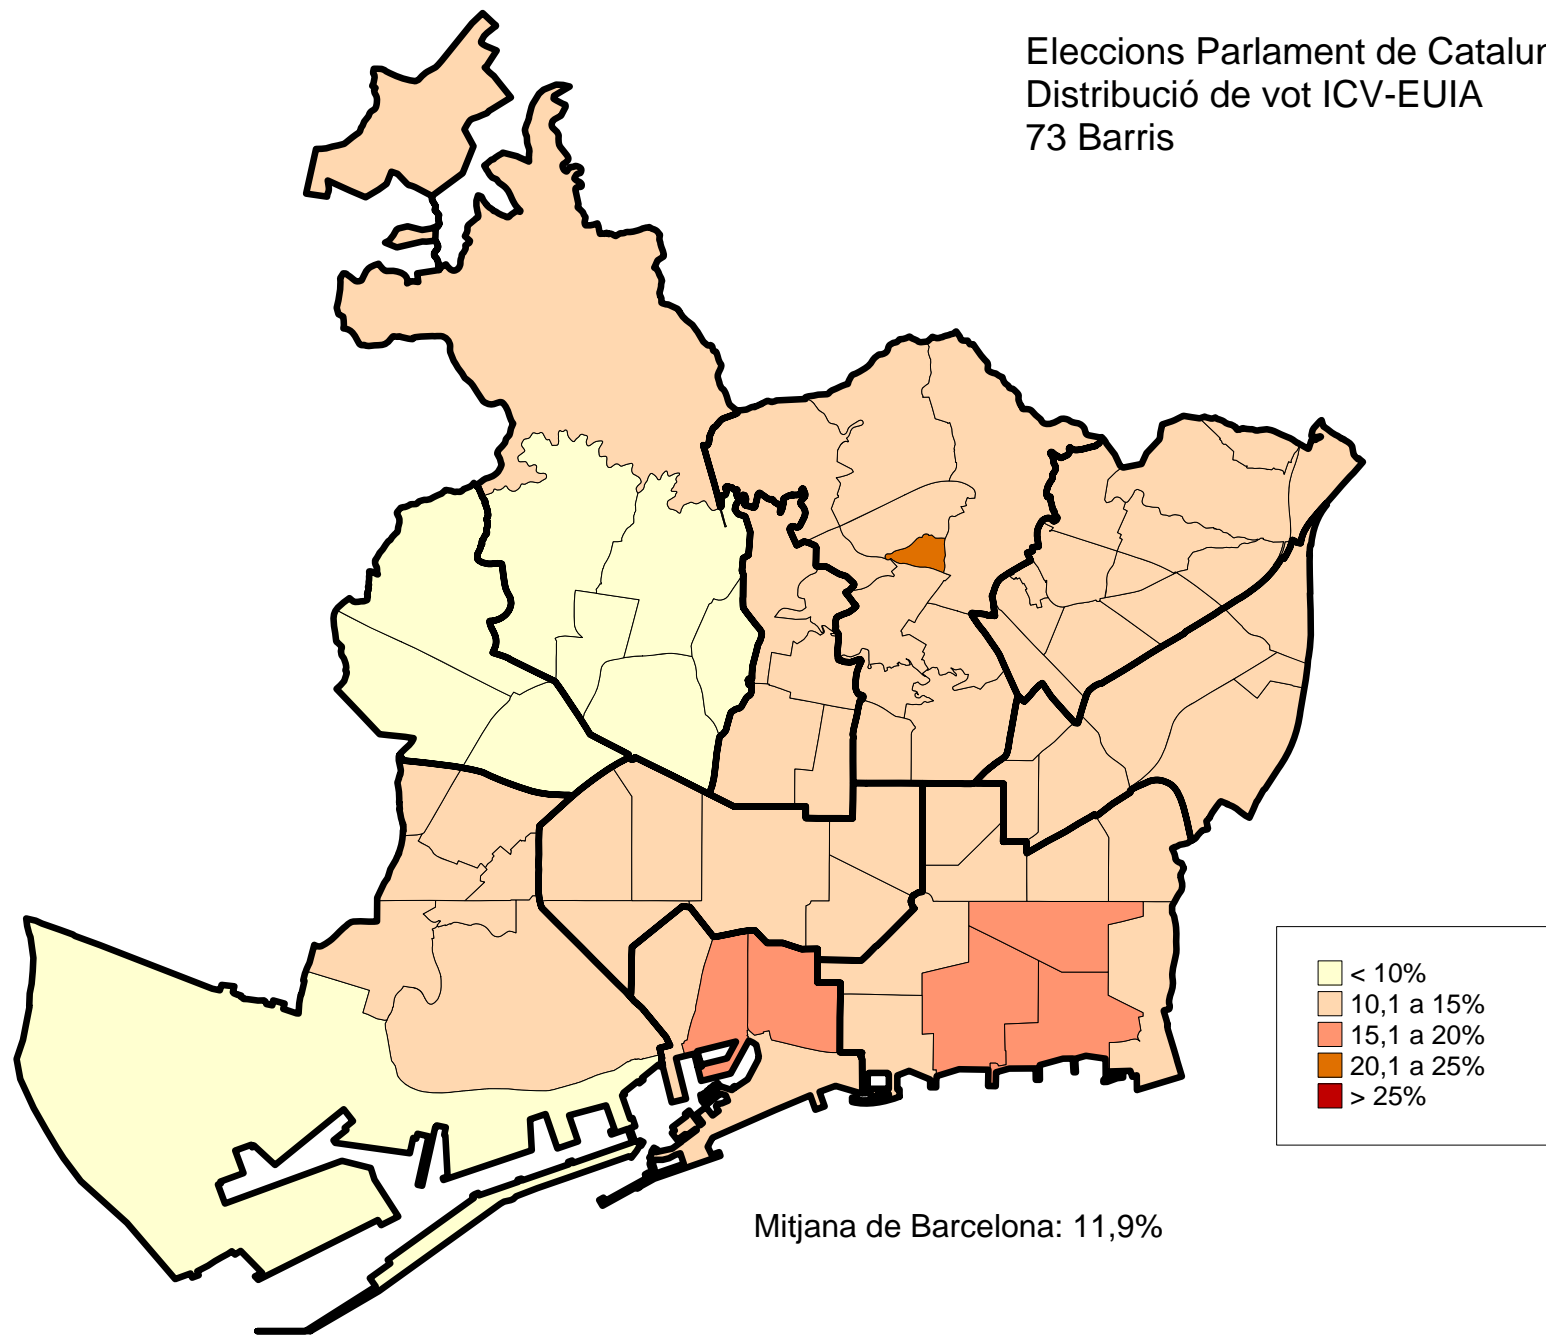 Eleccions Parlament de Catalur
Distribució de vot ICV-EUIA
73 Barris
< 10%
10,1 a 15%
15,1 a 20%
20,1 a 25%
> 25%
Mitjana de Barcelona: 11,9%